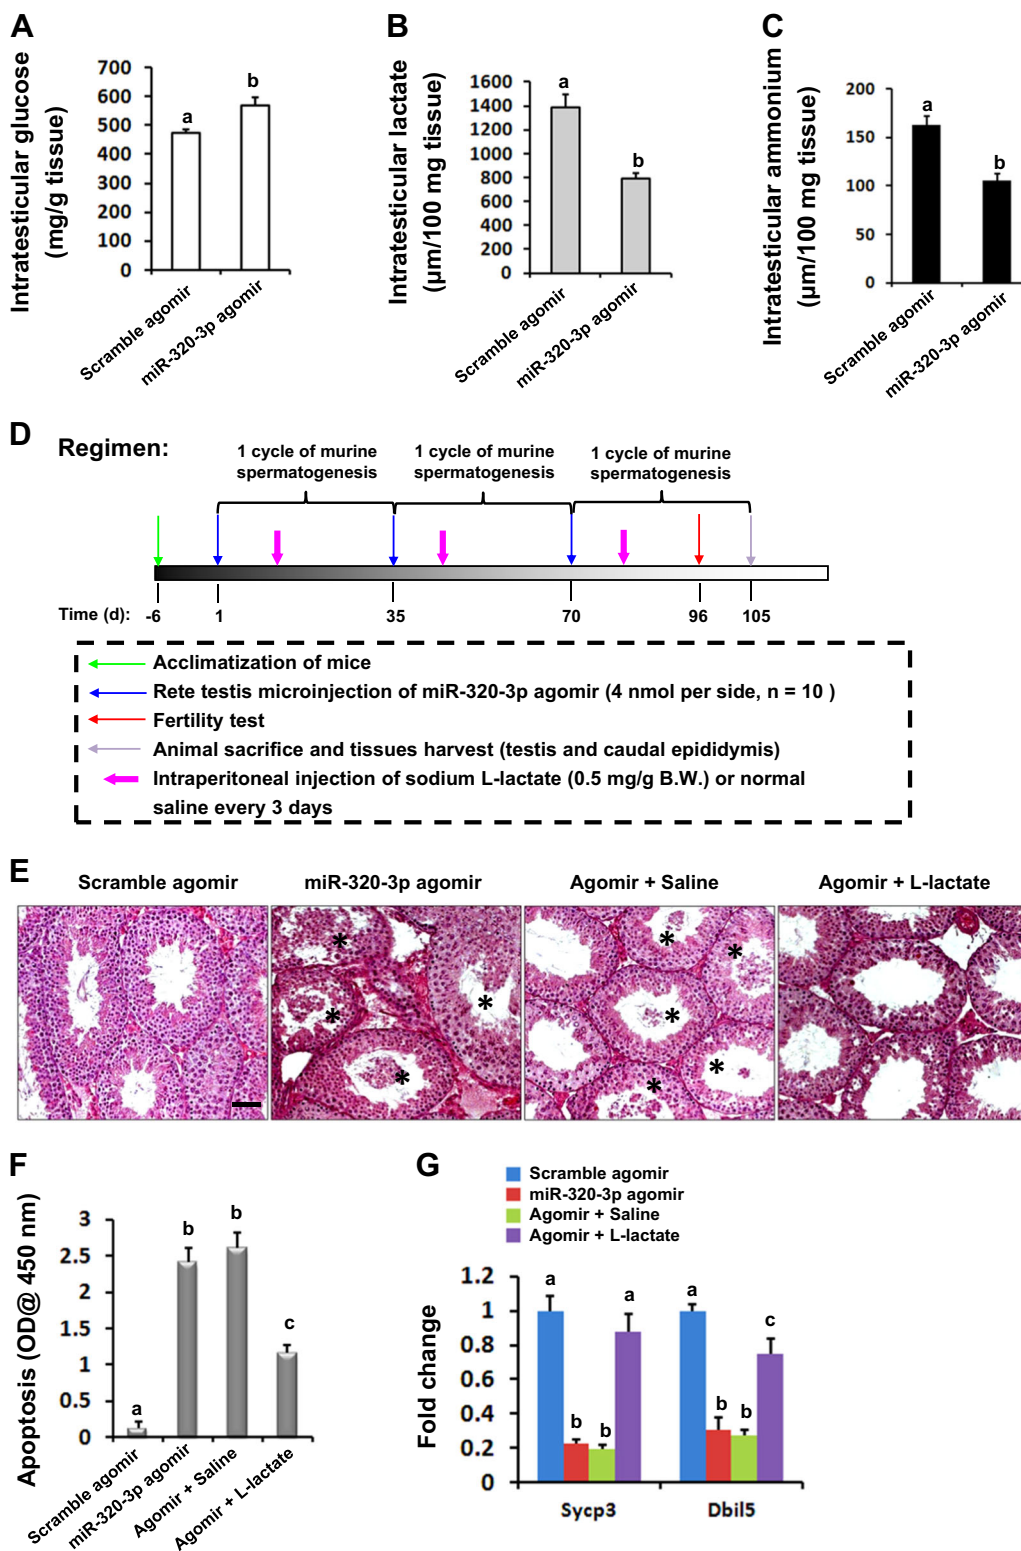 A
Intratesticular glucose
(mg/g tissue)
700
600
500
400
300
200
100
0
a
b
Scramble agomir
miR-320-3p agomir
B
Intratesticular lactate
(µm/100 mg tissue)
1600
1400
1200
1000
800
600
400
200
0
a
b
Scramble agomir
miR-320-3p agomir
C
Intratesticular ammonium
(µm/100 mg tissue)
200
150
100
50
0
a
b
Scramble agomir
miR-320-3p agomir
D
Regimen:
1 cycle of murine
spermatogenesis
1 cycle of murine
spermatogenesis
1 cycle of murine
spermatogenesis
Time (d):
-6
1
35
70
96
105
Acclimatization of mice
Rete testis microinjection of miR-320-3p agomir (4 nmol per side, n = 10 )
Fertility test
Animal sacrifice and tissues harvest (testis and caudal epididymis)
Intraperitoneal injection of sodium L-lactate (0.5 mg/g B.W.) or normal
saline every 3 days
E
Scramble agomir
miR-320-3p agomir
Agomir + Saline
Agomir + L-lactate
* * * *
* * * * *
F
Apoptosis (OD@ 450 nm)
3
2.5
2
1.5
1
0.5
0
a
b
b
c
Scramble agomir
miR-320-3p agomir
Agomir + Saline
Agomir + L-lactate
G
Scramble agomir
miR-320-3p agomir
Agomir + Saline
Agomir + L-lactate
Fold change
1.2
1
0.8
0.6
0.4
0.2
0
a
b
b
a
a
b
b
c
Sycp3
Dbil5